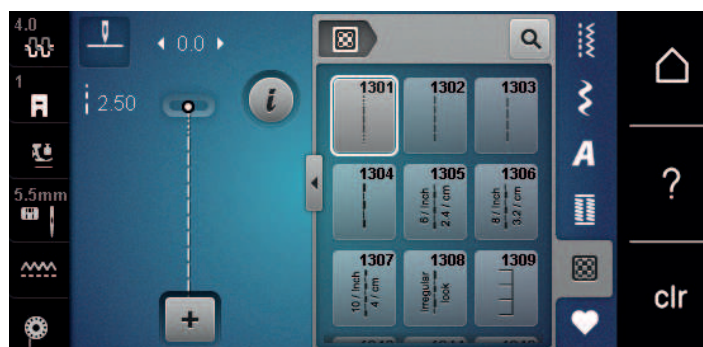 4.0
1
5.5mm
0.0
2.50
i
1301
1302
1303
1304
1305
6 / Inch
2.4 / cm
1306
8 / Inch
3.2 / cm
1307
10 / Inch
4 / cm
1308
Irregular
look
1309
A
?
clr